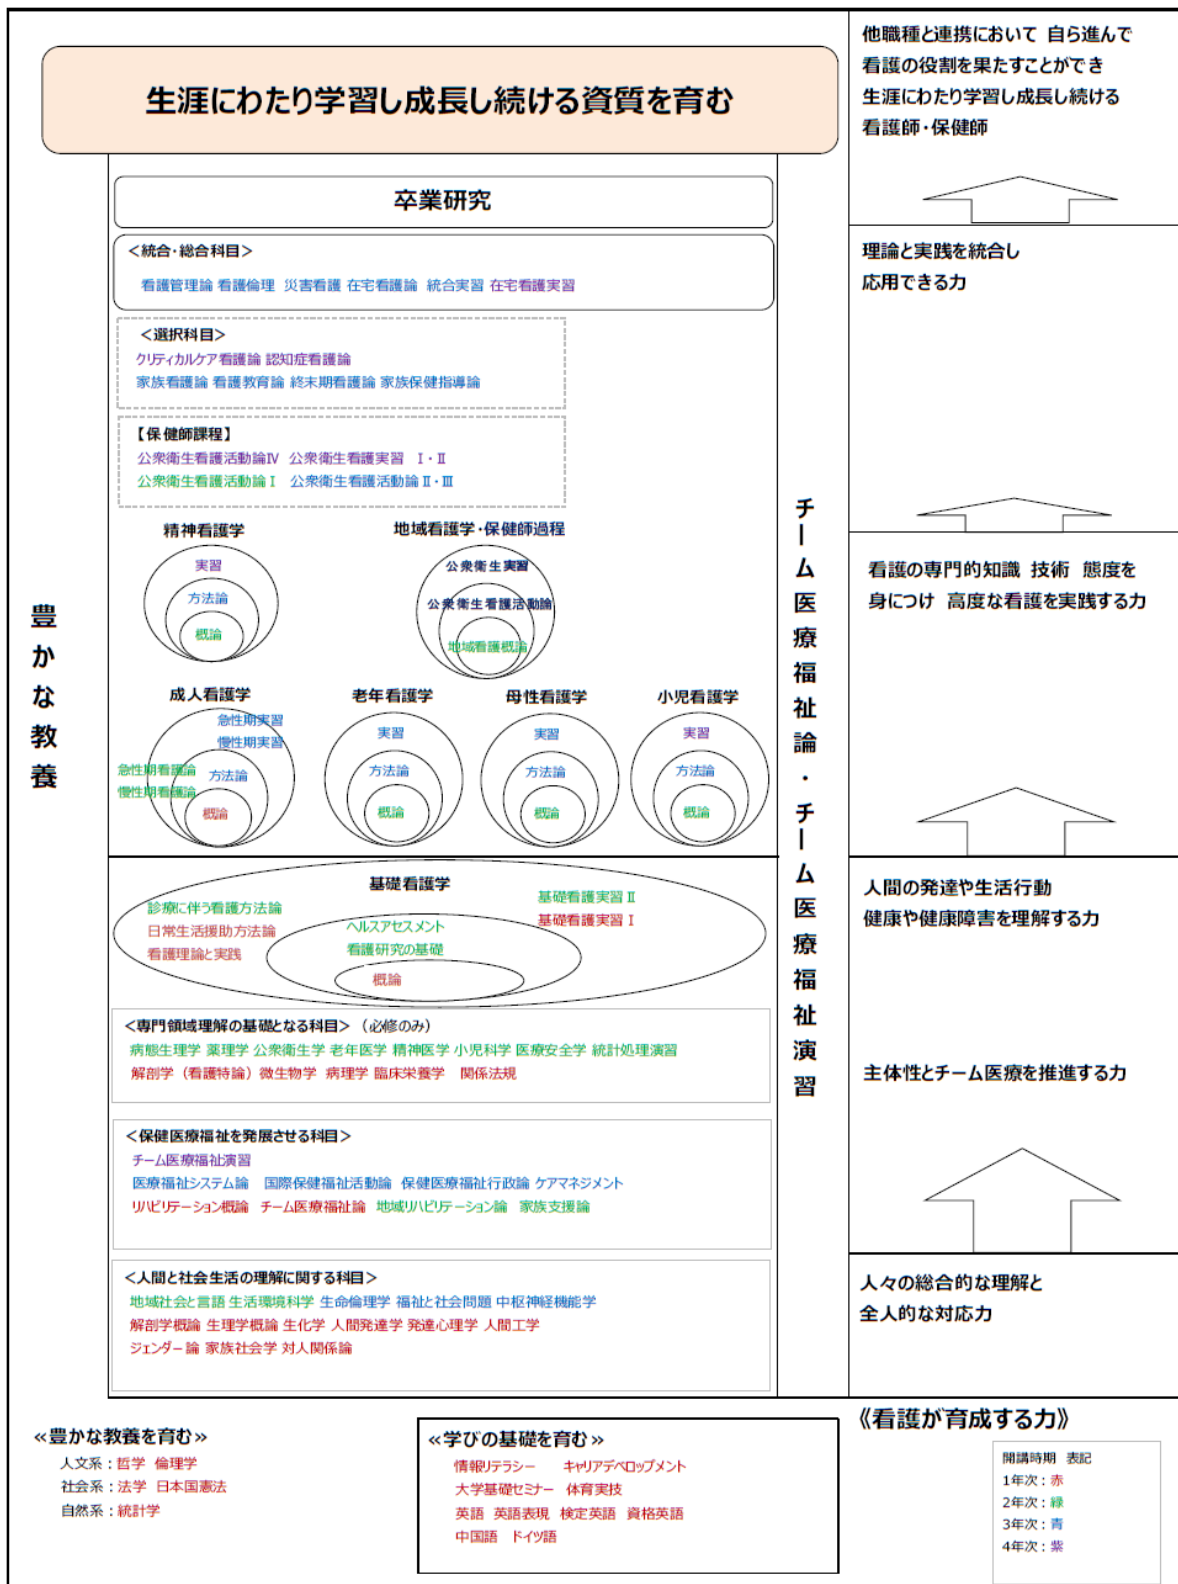 生涯にわたり学習し成長し続ける資質を育む
卒業研究
<統合・総合科目>
看護管理論 看護倫理 災害看護 在宅看護論 統合実習 在宅看護実習
<選択科目>
クリティカルケア看護論 認知症看護論
家族看護論 看護教育論 終末期看護論 家族保健指導論
【保健師課程】
公衆衛生看護活動論Ⅳ 公衆衛生看護実習 Ⅰ・Ⅱ
公衆衛生看護活動論Ⅰ 公衆衛生看護活動論Ⅱ・Ⅲ
精神看護学
実習
方法論
概論
地域看護学・保健師過程
公衆衛生実習
公衆衛生看護活動論
地域看護概論
成人看護学
急性期実習
慢性期実習
急性期看護論
慢性期看護論
方法論
概論
老年看護学
実習
方法論
概論
母性看護学
実習
方法論
概論
小児看護学
実習
方法論
概論
基礎看護学
診療に伴う看護方法論
日常生活援助方法論
看護理論と実践
ヘルスアセスメント
看護研究の基礎
概論
基礎看護実習Ⅱ
基礎看護実習Ⅰ
<専門領域理解の基礎となる科目>(必修のみ)
病態生理学 薬理学 公衆衛生学 老年医学 精神医学 小児科学 医療安全学 統計処理演習
解剖学(看護特論)微生物学 病理学 臨床栄養学 関係法規
<保健医療福祉を発展させる科目>
チーム医療福祉演習
医療福祉システム論 国際保健福祉活動論 保健医療福祉行政論 ケアマネジメント
リハビリテーション概論 チーム医療福祉論 地域リハビリテーション論 家族支援論
<人間と社会生活の理解に関する科目>
地域社会と言語 生活環境科学 生命倫理学 福祉と社会問題 中枢神経機能学
解剖学概論 生理学概論 生化学 人間発達学 発達心理学 人間工学
ジェンダー論 家族社会学 対人関係論
豊かな教養
チーム医療福祉論・チーム医療福祉演習
他職種と連携において 自ら進んで
看護の役割を果たすことができ
生涯にわたり学習し成長し続ける
看護師・保健師
理論と実践を統合し
応用できる力
看護の専門的知識 技術 態度を
身につけ 高度な看護を実践する力
人間の発達や生活行動
健康や健康障害を理解する力
主体性とチーム医療を推進する力
人々の総合的な理解と
全人的な対応力
《看護が育成する力》
≪豊かな教養を育む≫
人文系：哲学 倫理学
社会系：法学 日本国憲法
自然系：統計学
≪学びの基礎を育む≫
情報リテラシー キャリアデベロップメント
大学基礎セミナー 体育実技
英語 英語表現 検定英語 資格英語
中国語 ドイツ語
開講時期 表記
1年次：赤
2年次：緑
3年次：青
4年次：紫